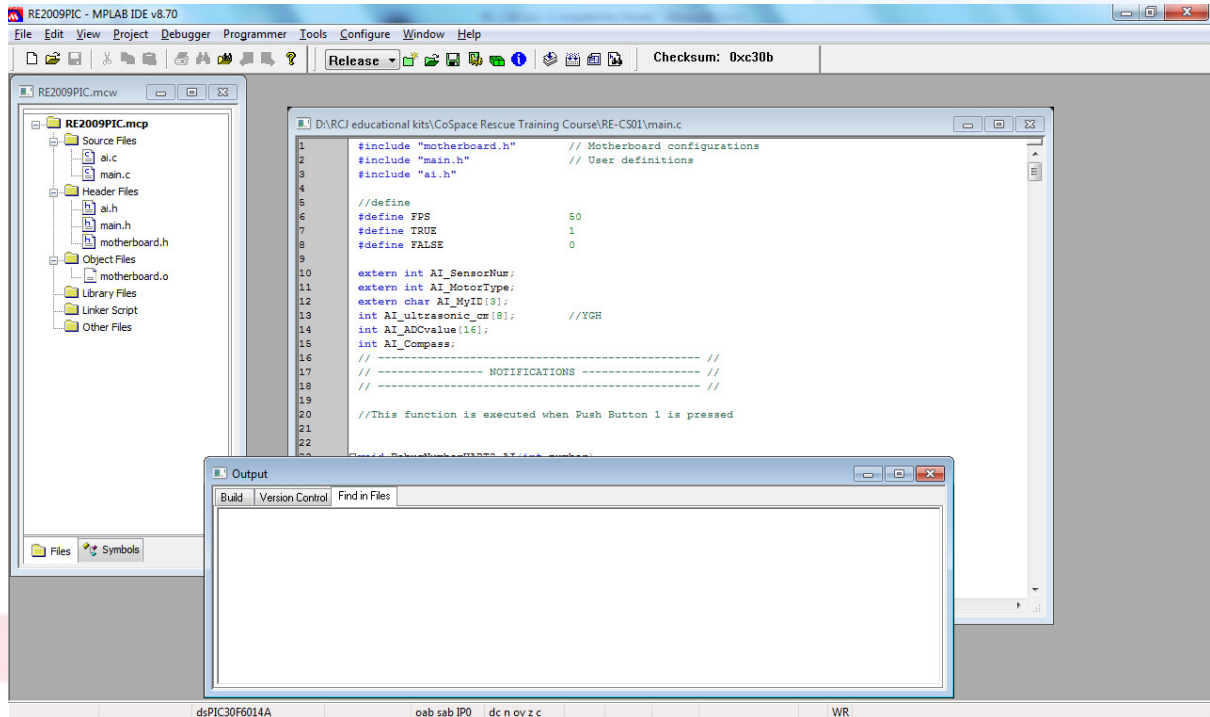 RE2009PIC - MPLAB IDE v8.70
File Edit View Project Debugger Programmer Tools Configure Window Help
Release Checksum: 0xc30b
RE2009PIC.mcw
RE2009PIC.mcp
Source Files
ai.c
main.c
Header Files
ai.h
main.h
motherboard.h
Object Files
motherboard.o
Library Files
Linker Script
Other Files
Files Symbols
D:\RCJ educational kits\CoSpace Rescue Training Course\RE-CS01\main.c
1 #include "motherboard.h" // Motherboard configurations
2 #include "main.h" // User definitions
3 #include "ai.h"
4
5 //define
6 #define FPS 50
7 #define TRUE 1
8 #define FALSE 0
9
10 extern int AI_SensorNum;
11 extern int AI_MotorType;
12 extern char AI_MyID[3];
13 int AI_ultrasonic_cm[8]; //YGH
14 int AI_ADCvalue[16];
15 int AI_Compass;
16 // ------------------------------------------------- //
17 // ---------------- NOTIFICATIONS ------------------ //
18 // ------------------------------------------------- //
19
20 //This function is executed when Push Button 1 is pressed
21
22
Output
Build Version Control Find in Files
dsPIC30F6014A oab sab IP0 dc n ov z c WR